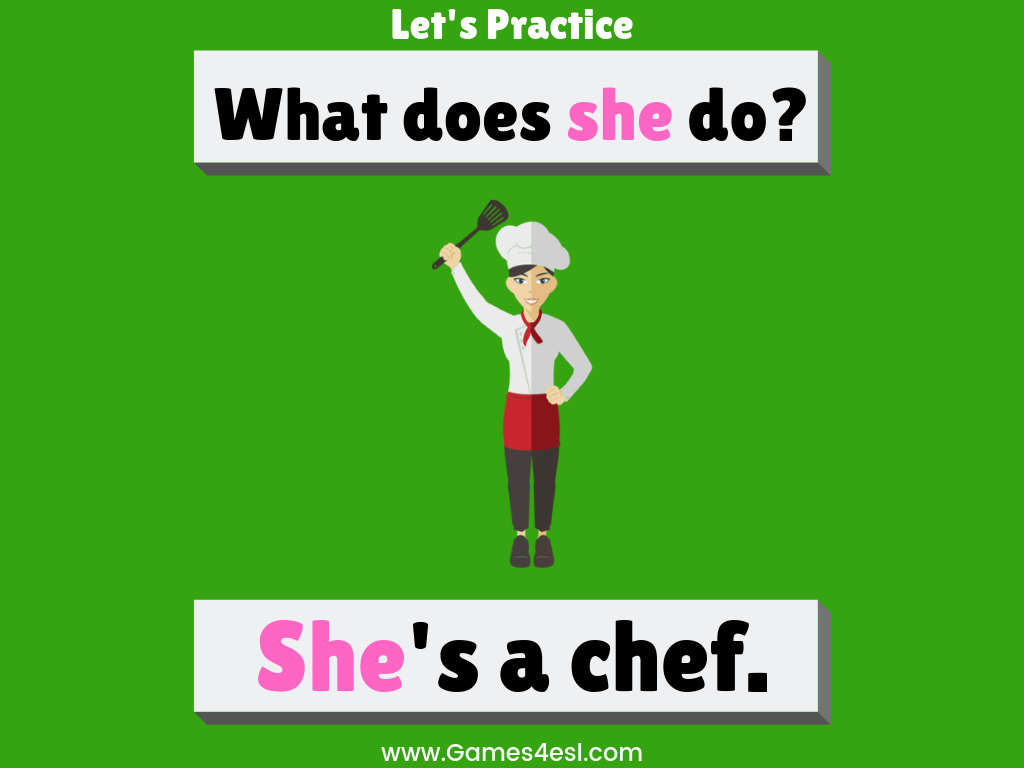 Let's Practice
What does she do?
She's a chef.
www.Games4esl.com